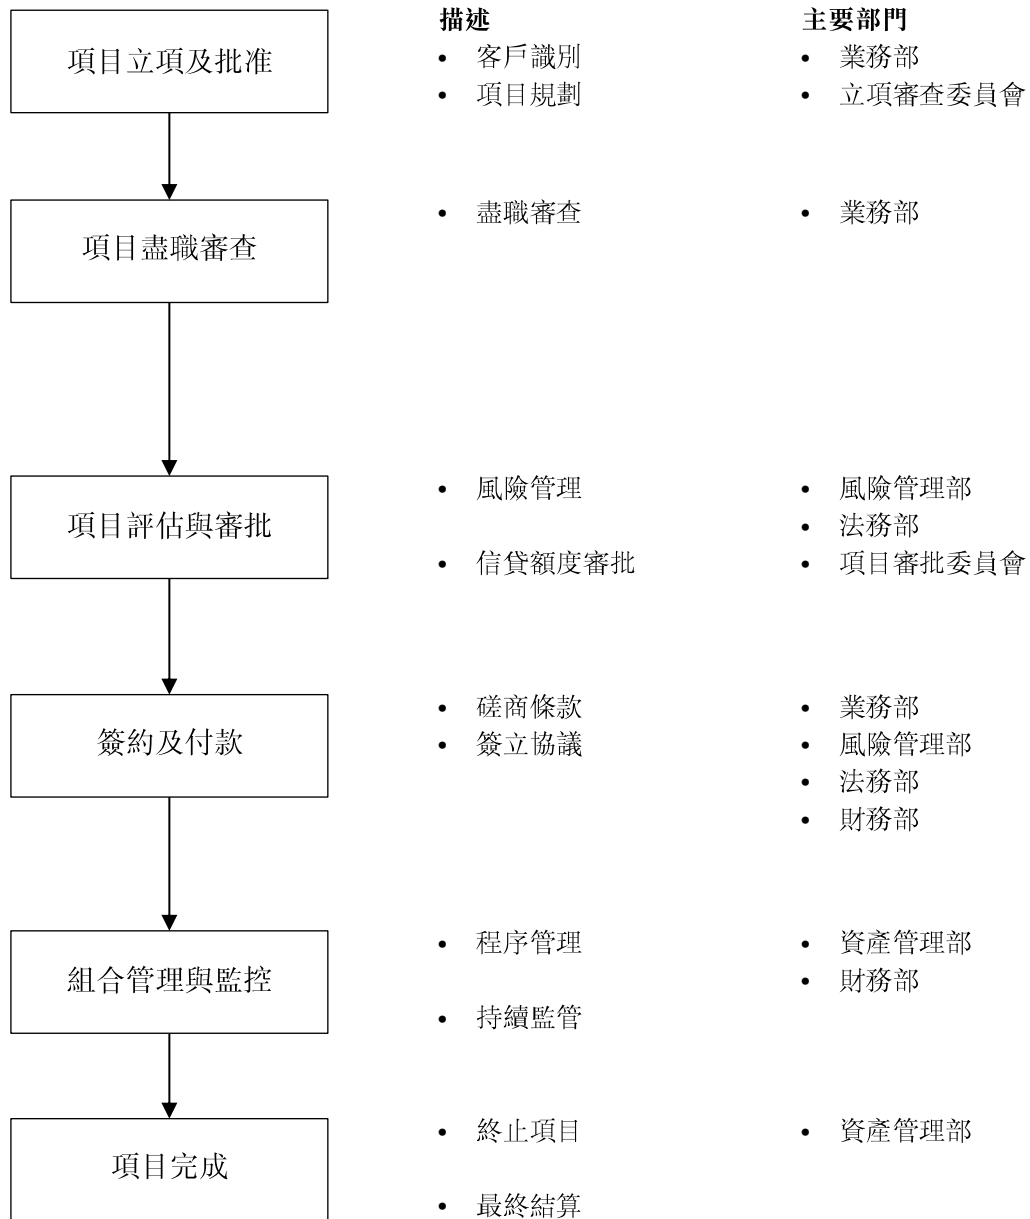 描述 主要部門
項目立項及批准 • 客戶識別 • 業務部
• 項目規劃 • 立項審查委員會
• 盡職審查 • 業務部
項目盡職審查
• 風險管理 • 風險管理部
項目評估與審批 • 法務部
• 信貸額度審批 • 項目審批委員會
• 磋商條款 • 業務部
簽約及付款 • 簽立協議 • 風險管理部
• 法務部
• 財務部
• 程序管理 • 資產管理部
組合管理與監控 • 財務部
• 持續監管
• 終止項目 • 資產管理部
項目完成
• 最終結算